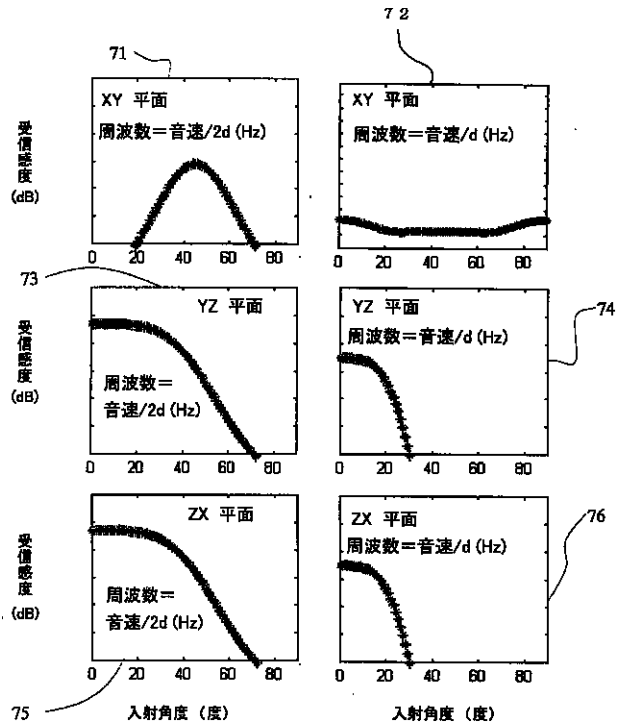 71
72
XY 平面
周波数=音速/2d (Hz)
受信感度
(dB)
0 20 40 60 80
XY 平面
周波数=音速/d (Hz)
0 20 40 60 80
73
YZ 平面
周波数=
音速/2d (Hz)
受信感度
(dB)
0 20 40 60 80
74
YZ 平面
周波数=音速/d (Hz)
0 20 40 60 80
ZX 平面
周波数=
音速/2d (Hz)
受信感度
(dB)
0 20 40 60 80
75
入射角度 (度)
76
ZX 平面
周波数=音速/d (Hz)
0 20 40 60 80
入射角度 (度)